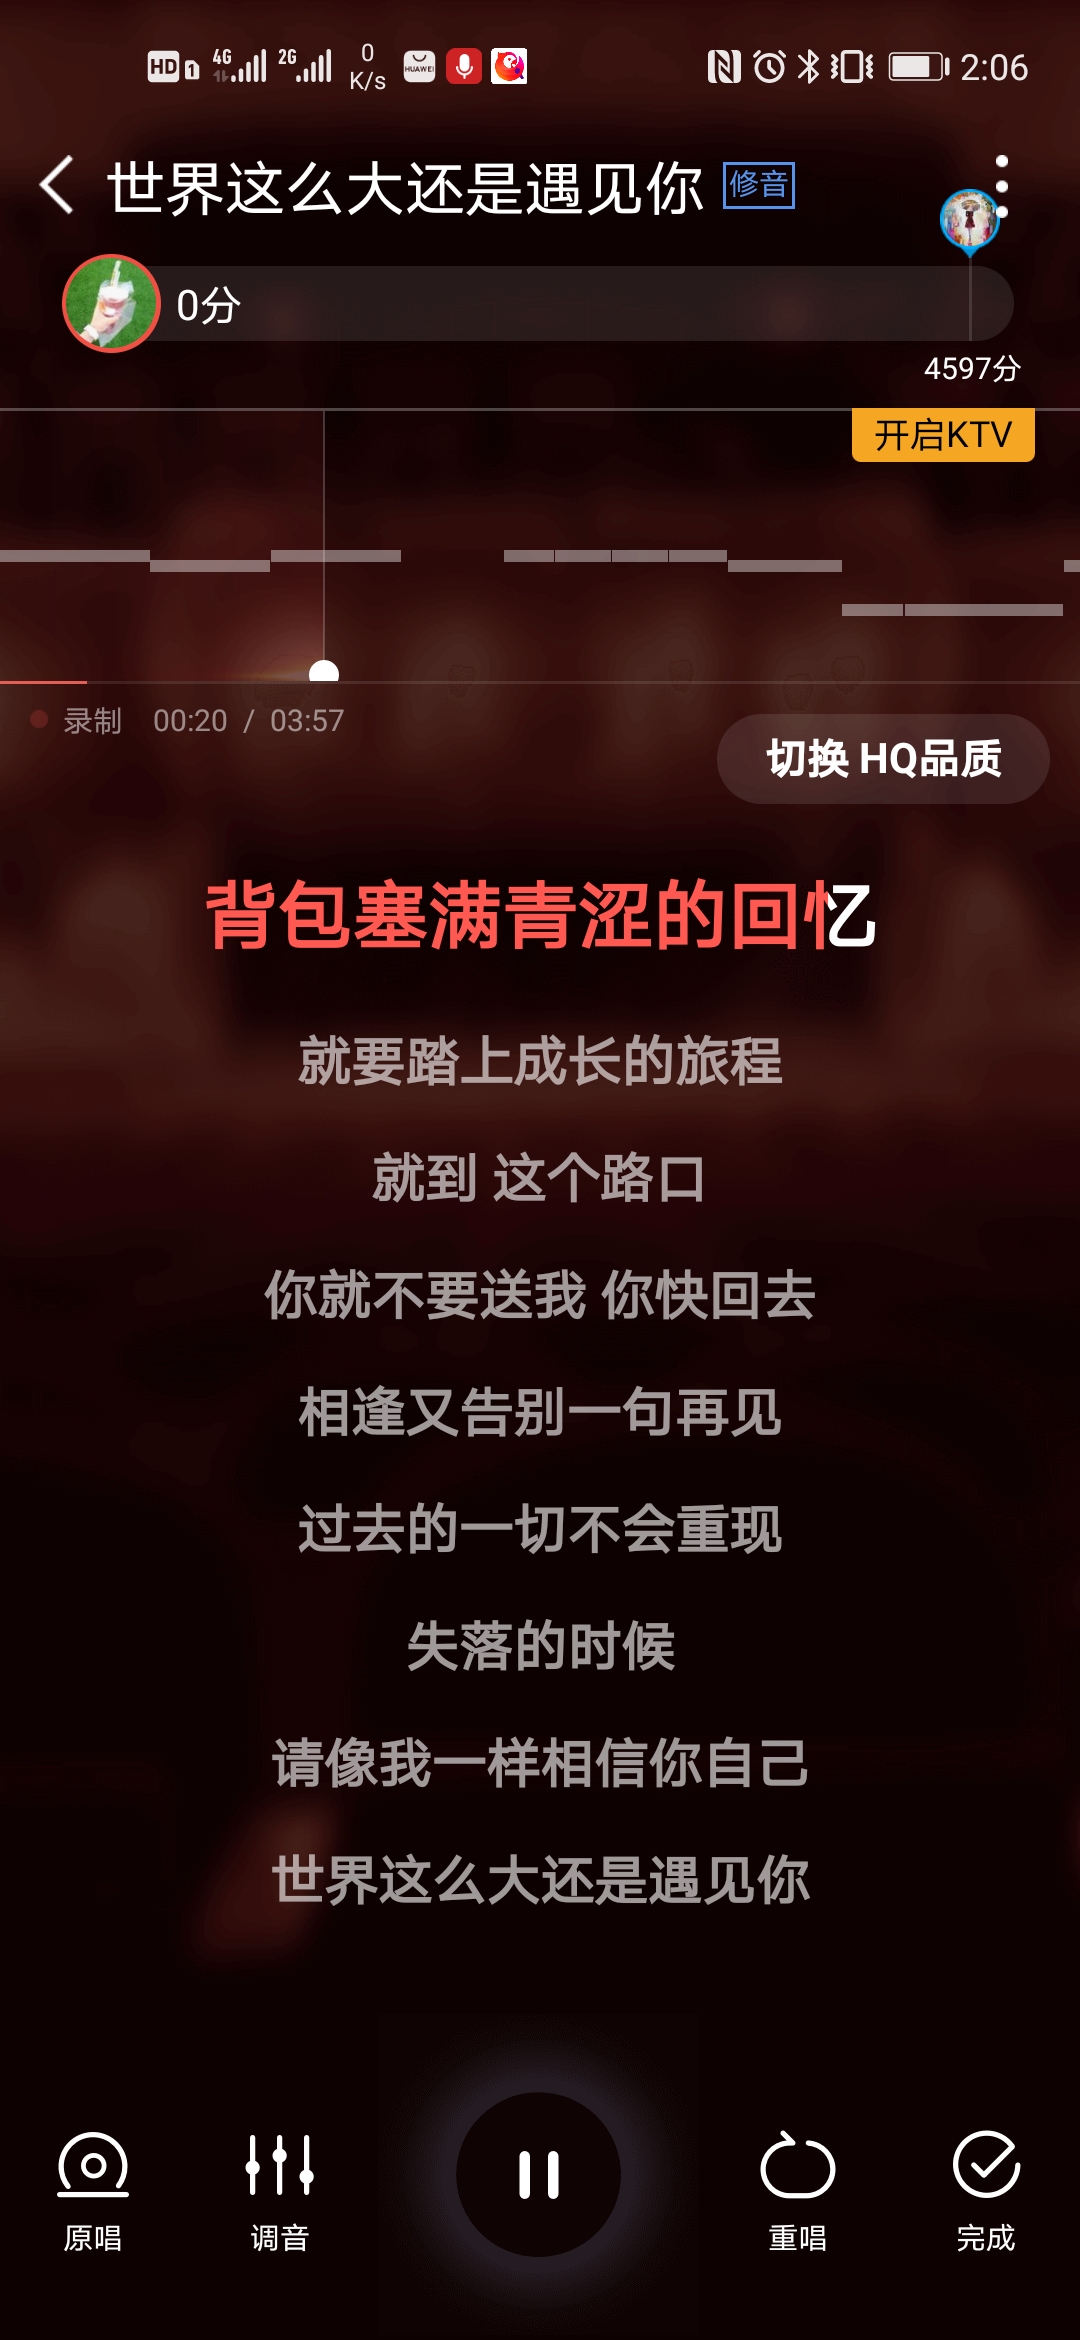 HD 1 4G 2G 0 K/s HUAWEI 2:06
世界这么大还是遇见你 修音
0分
4597分
开启KTV
录制 00:20 / 03:57
切换 HQ品质
背包塞满青涩的回忆
就要踏上成长的旅程
就到 这个路口
你就不要送我 你快回去
相逢又告别一句再见
过去的一切不会重现
失落的时候
请像我一样相信你自己
世界这么大还是遇见你
原唱 调音 重唱 完成